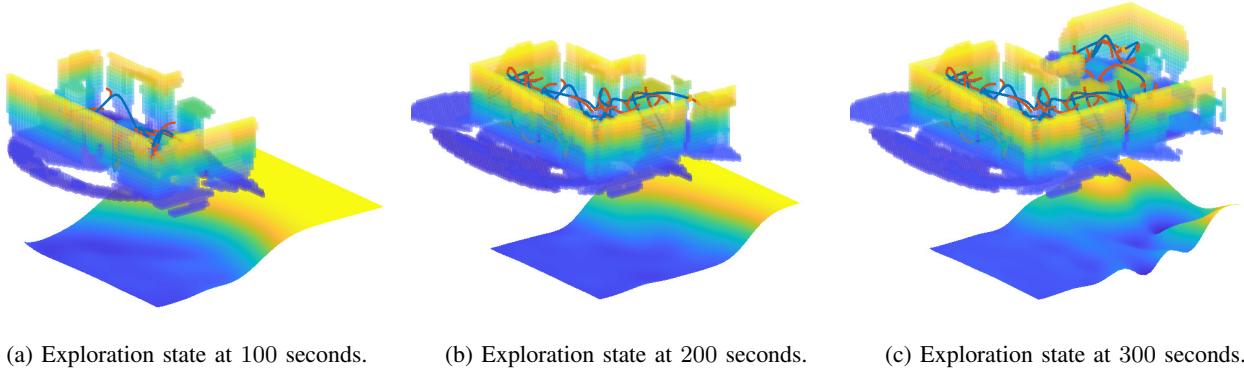 (a) Exploration state at 100 seconds.
(b) Exploration state at 200 seconds.
(c) Exploration state at 300 seconds.